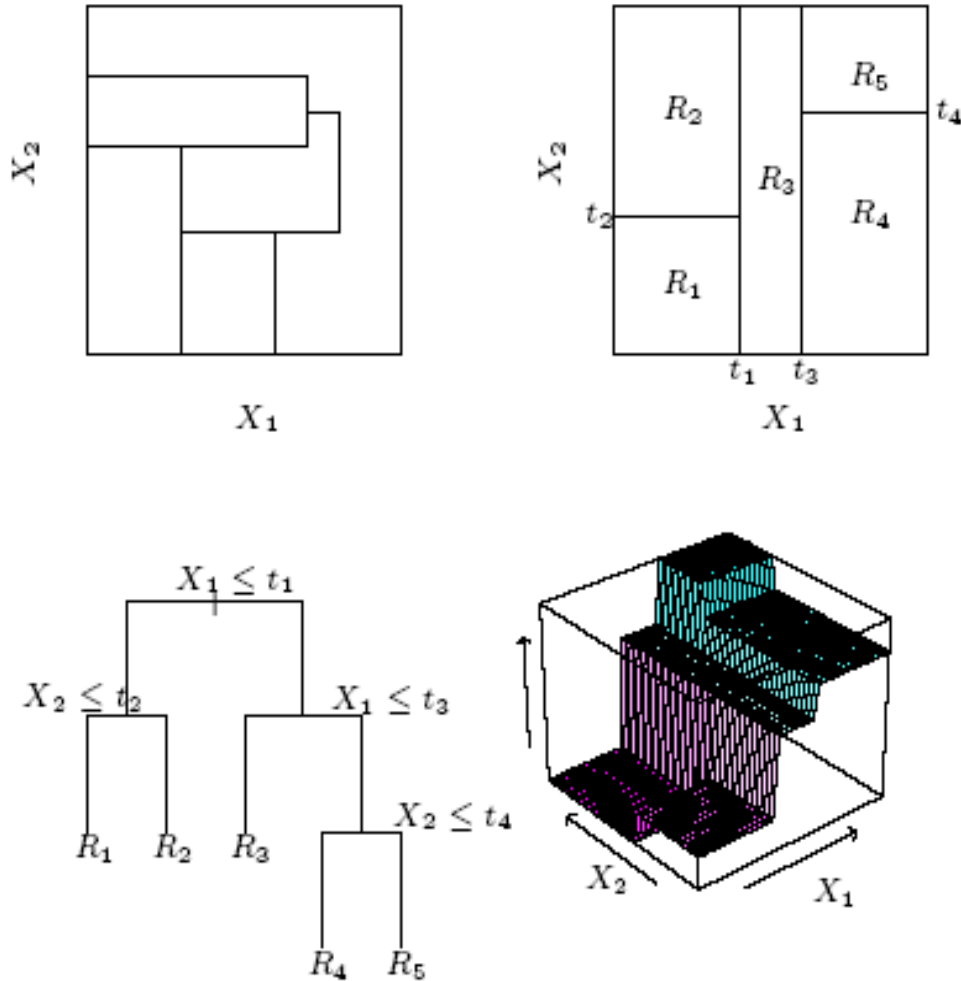 X₂
X₁
X₂
R₂
R₅
t₄
R₃
t₂
R₄
R₁
t₁ t₃
X₁
X₁ ≤ t₁
X₂ ≤ t₂
X₁ ≤ t₃
X₂ ≤ t₄
R₁ R₂ R₃
R₄ R₅
X₂
X₁